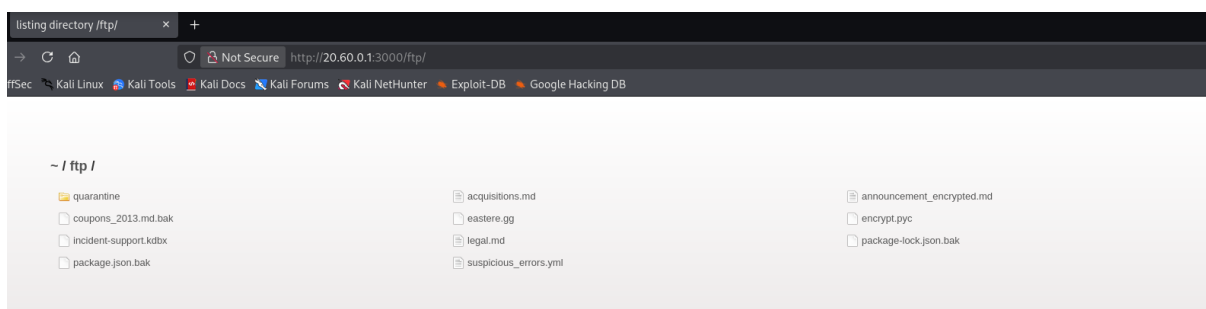 listing directory /ftp/ × +
Not Secure http://20.60.0.1:3000/ftp/
ffSec Kali Linux Kali Tools Kali Docs Kali Forums Kali NetHunter Exploit-DB Google Hacking DB
~ / ftp /
quarantine acquisitions.md announcement_encrypted.md
coupons_2013.md.bak eastere.gg encrypt.pyc
incident-support.kdbx legal.md package-lock.json.bak
package.json.bak suspicious_errors.yml